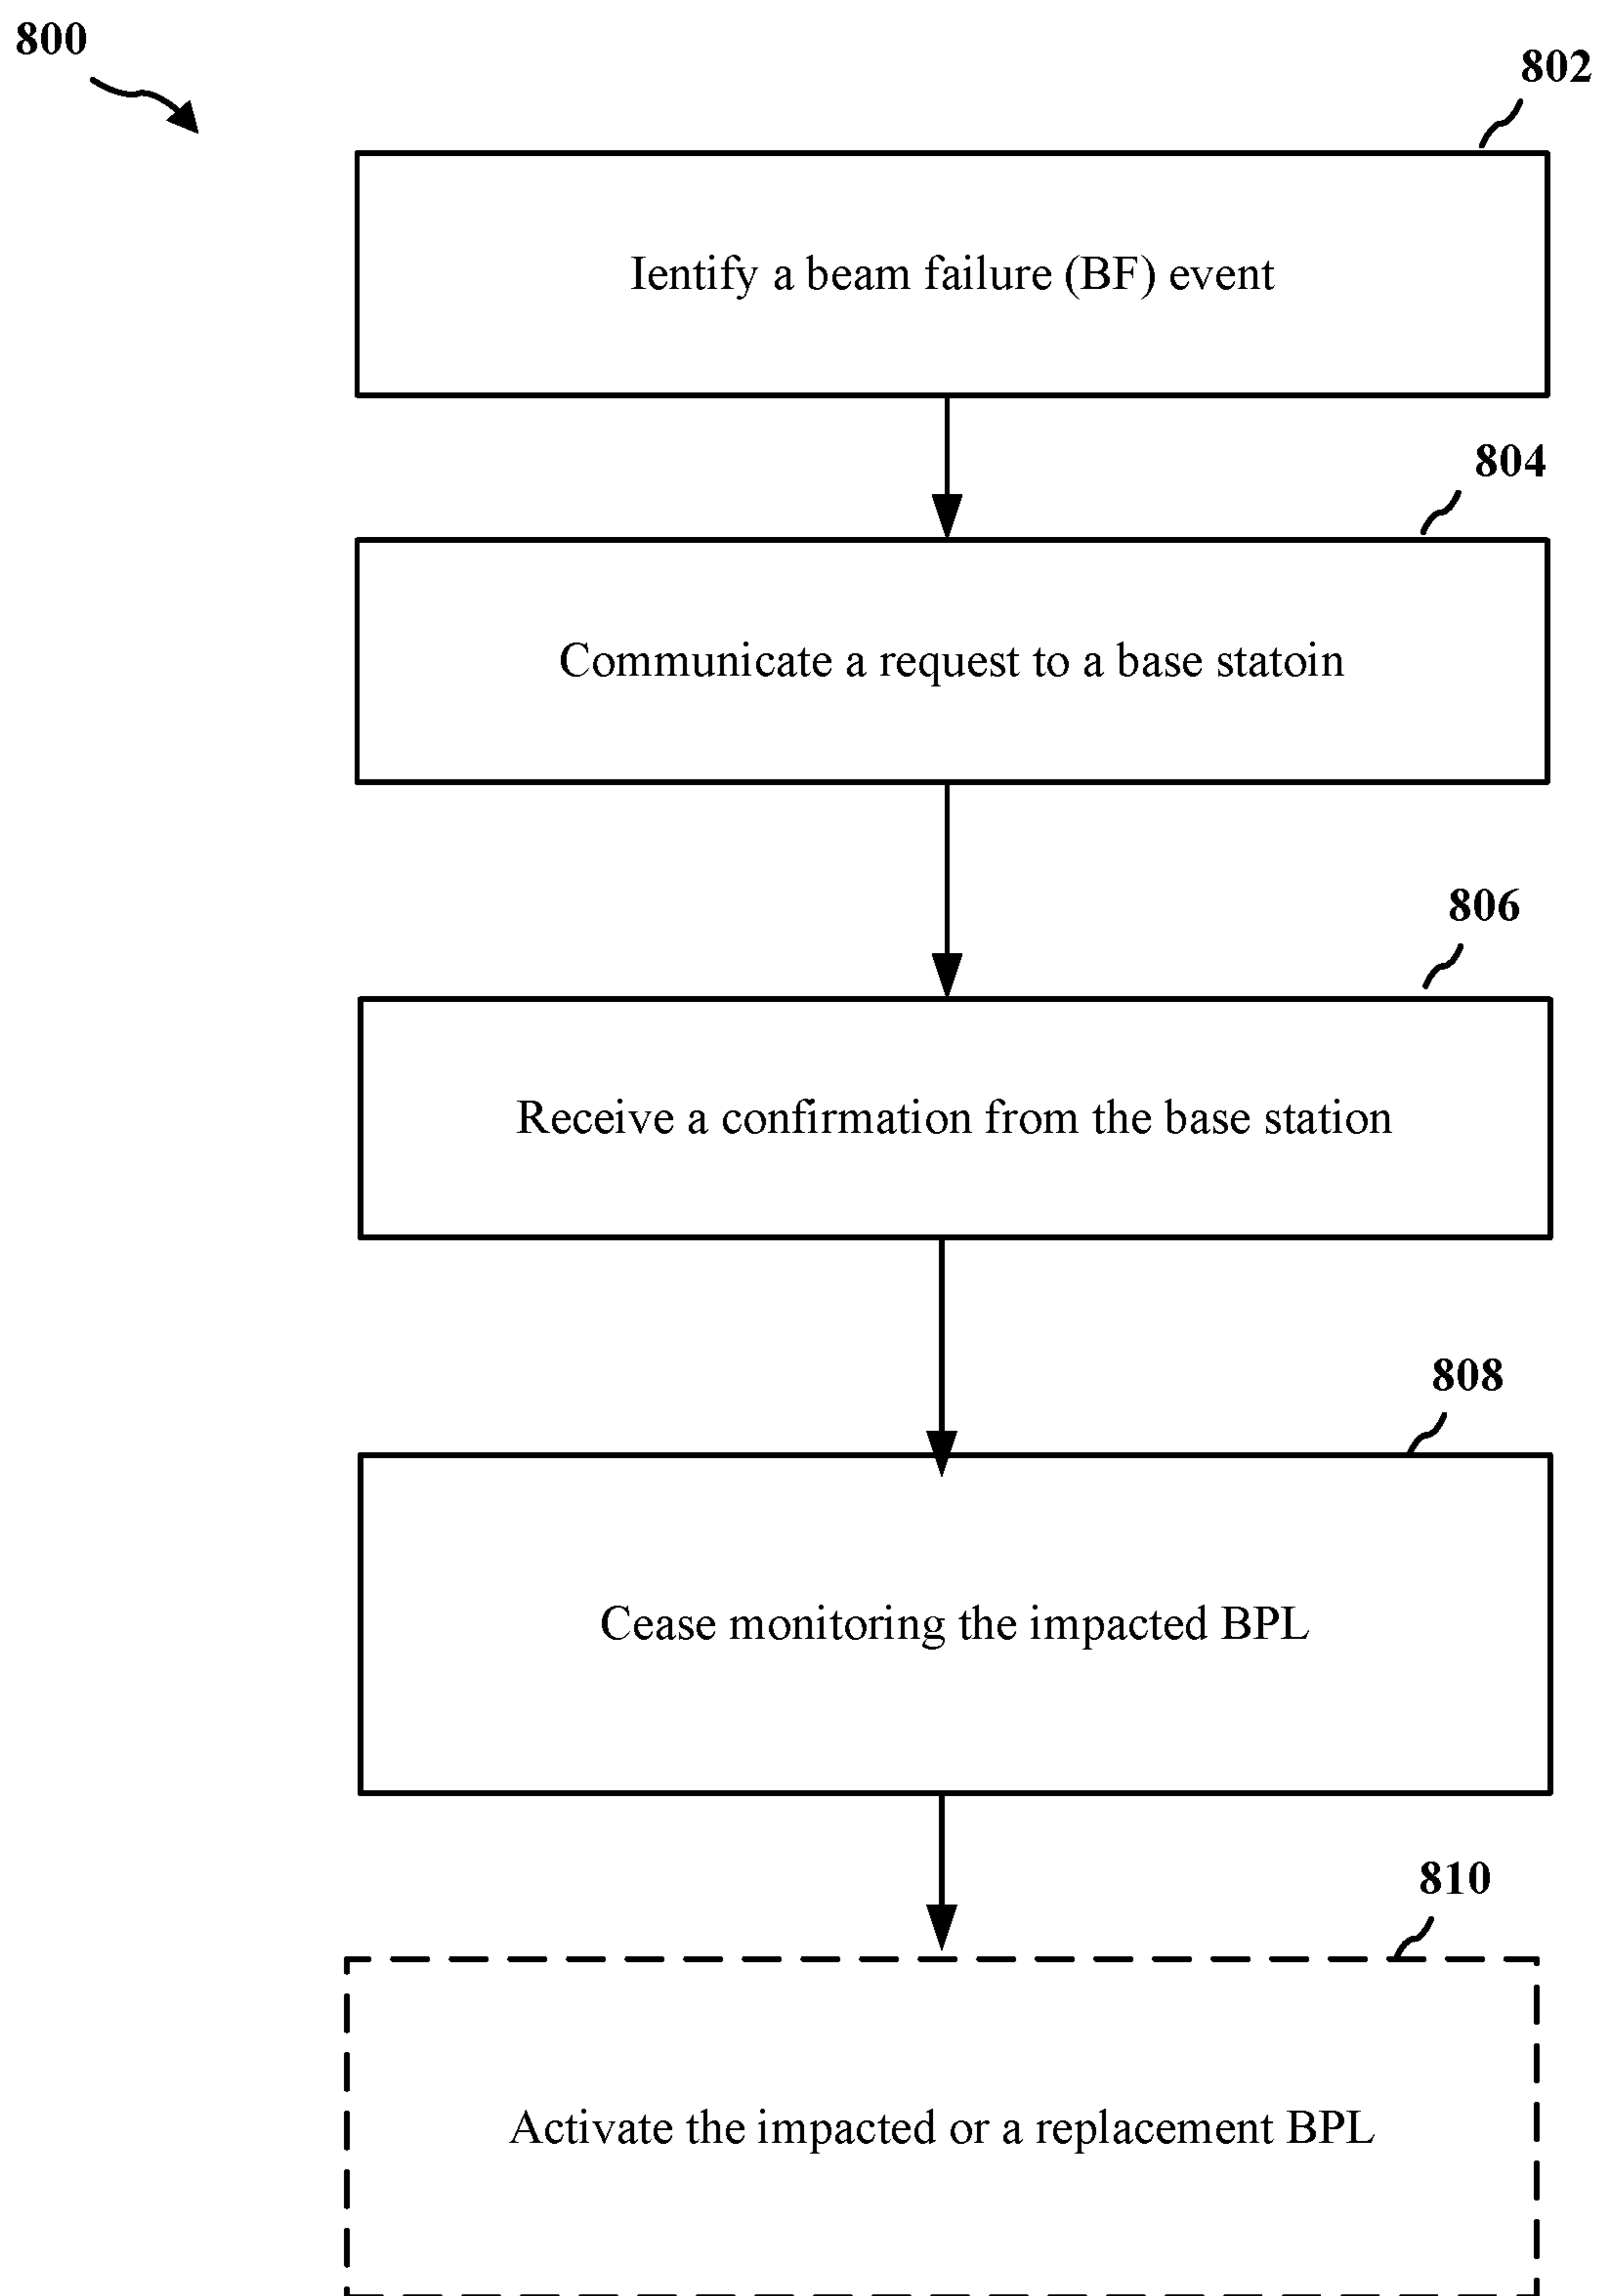 800
802
Ientify a beam failure (BF) event
804
Communicate a request to a base statoin
806
Receive a confirmation from the base station
808
Cease monitoring the impacted BPL
810
Activate the impacted or a replacement BPL